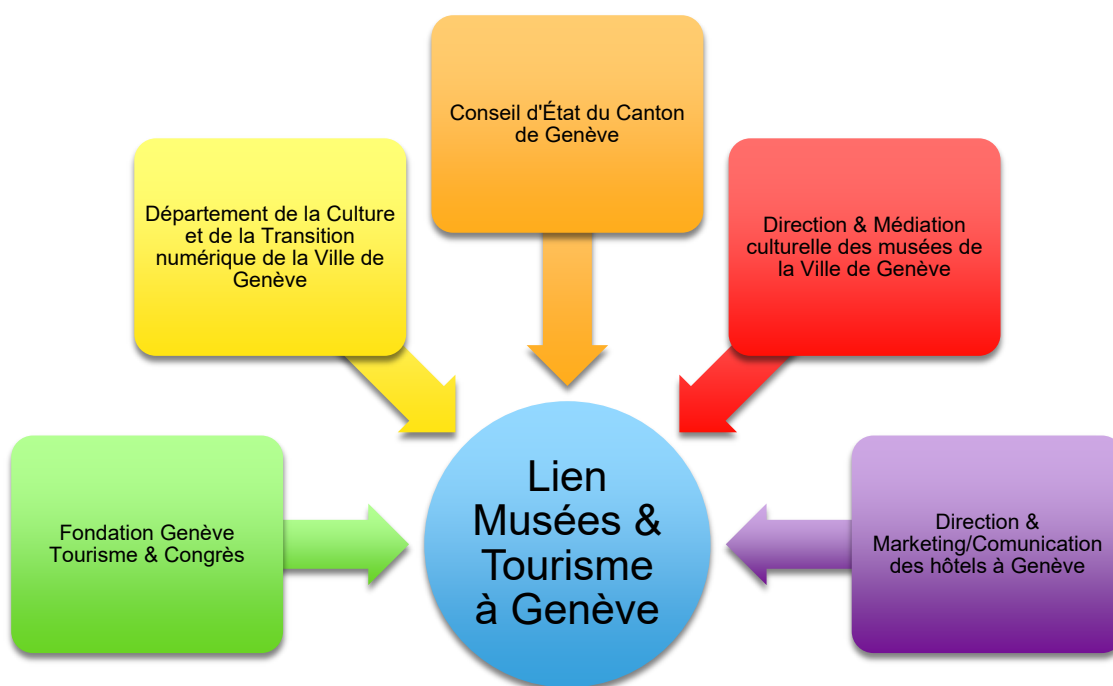 Conseil d'État du Canton
de Genève
Département de la Culture
et de la Transition
numérique de la Ville de
Genève
Direction & Médiation
culturelle des musées de
la Ville de Genève
Fondation Genève
Tourisme & Congrès
Lien
Musées &
Tourisme
à Genève
Direction &
Marketing/Comunication
des hôtels à Genève